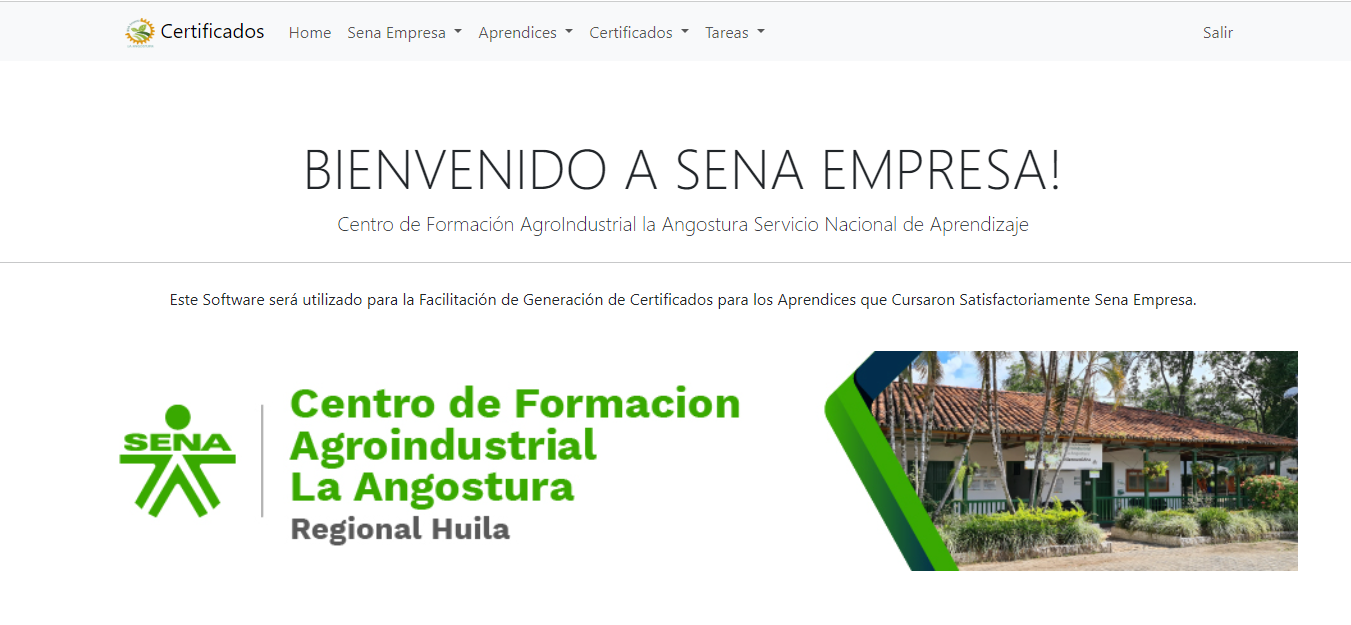 Certificados Home Sena Empresa Aprendices Certificados Tareas Salir
BIENVENIDO A SENA EMPRESA!
Centro de Formación AgroIndustrial la Angostura Servicio Nacional de Aprendizaje
Este Software será utilizado para la Facilitación de Generación de Certificados para los Aprendices que Cursaron Satisfactoriamente Sena Empresa.
SENA
Centro de Formacion
Agroindustrial
La Angostura
Regional Huila